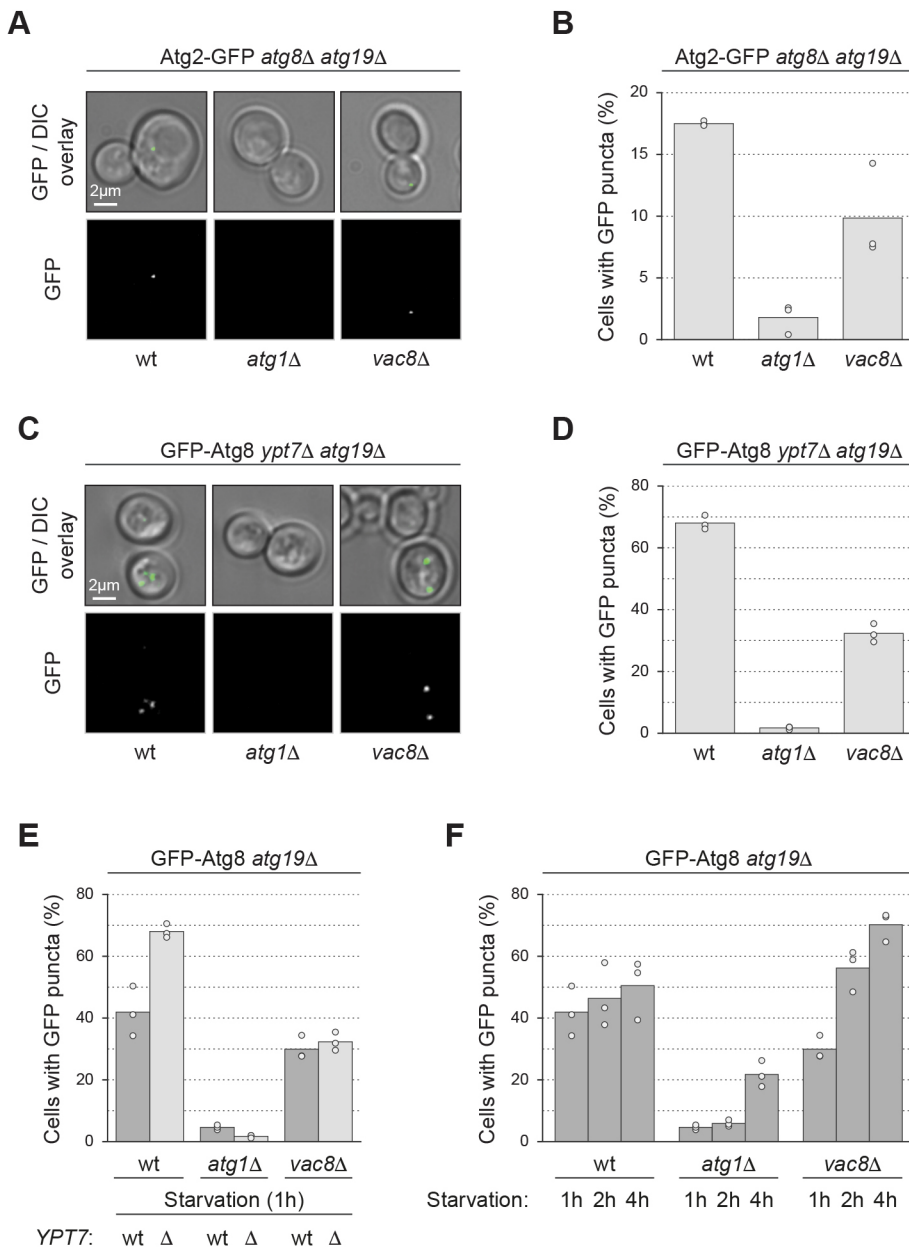 A
Atg2-GFP atg8Δ atg19Δ
GFP / DIC
overlay
2µm
GFP
wt atg1Δ vac8Δ
B
Atg2-GFP atg8Δ atg19Δ
Cells with GFP puncta (%)
20
15
10
5
0
wt atg1Δ vac8Δ
C
GFP-Atg8 ypt7Δ atg19Δ
GFP / DIC
overlay
2µm
GFP
wt atg1Δ vac8Δ
D
GFP-Atg8 ypt7Δ atg19Δ
Cells with GFP puncta (%)
80
60
40
20
0
wt atg1Δ vac8Δ
E
GFP-Atg8 atg19Δ
Cells with GFP puncta (%)
80
60
40
20
0
wt atg1Δ vac8Δ
Starvation (1h)
YPT7: wt Δ wt Δ wt Δ
F
GFP-Atg8 atg19Δ
Cells with GFP puncta (%)
80
60
40
20
0
wt atg1Δ vac8Δ
Starvation: 1h 2h 4h 1h 2h 4h 1h 2h 4h